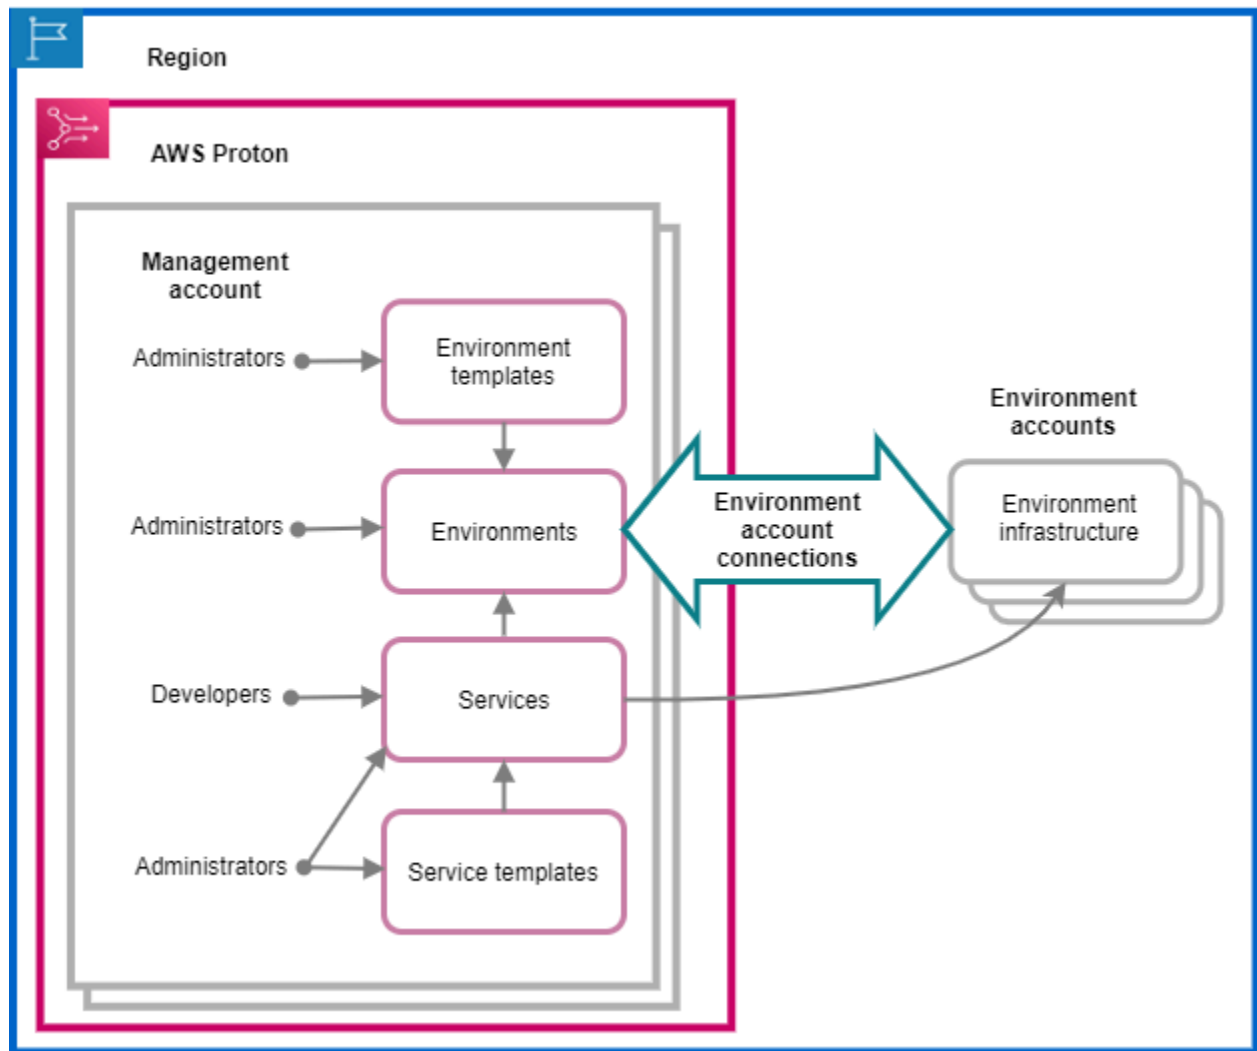 Region
AWS Proton
Management
account
Administrators
Environment
templates
Environment
accounts
Administrators
Environments
Environment
account
connections
Environment
infrastructure
Developers
Services
Administrators
Service templates